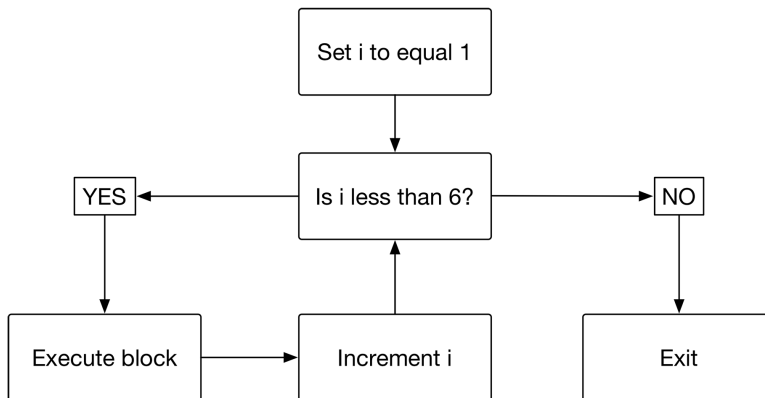 Set i to equal 1
YES
Is i less than 6?
NO
Execute block
Increment i
Exit